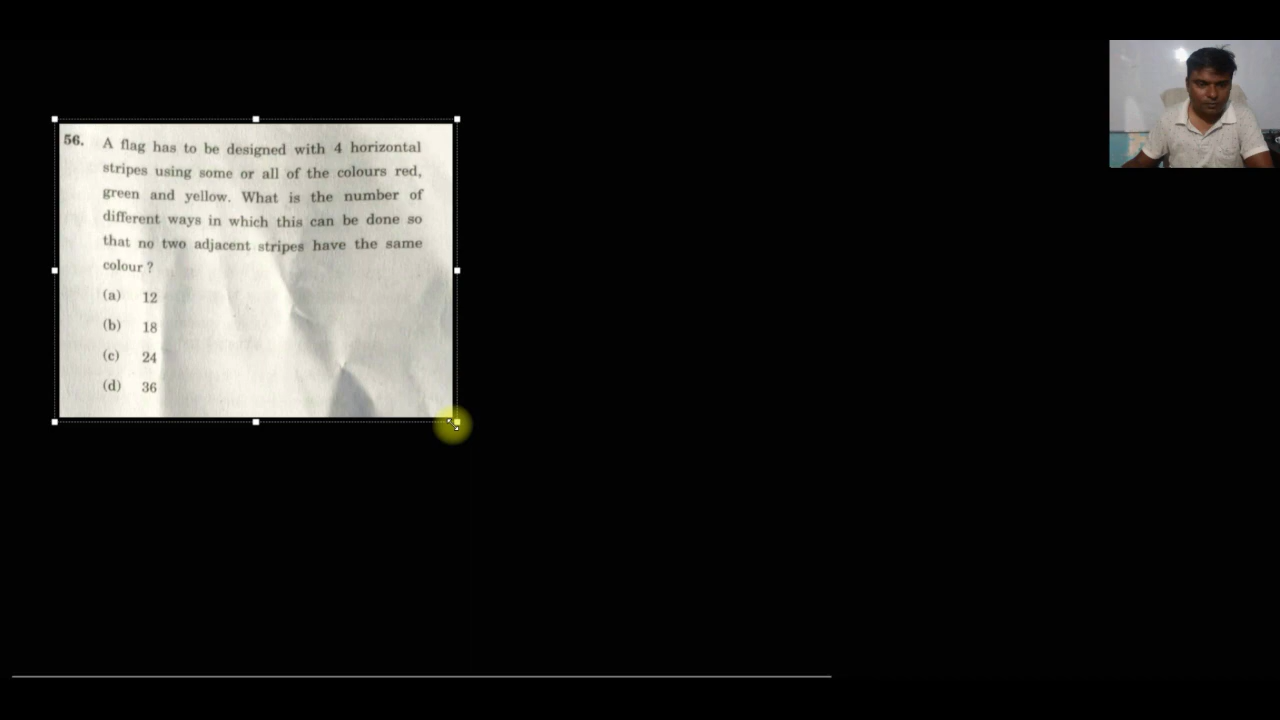 56. A flag has to be designed with 4 horizontal
stripes using some or all of the colours red,
green and yellow. What is the number of
different ways in which this can be done so
that no two adjacent stripes have the same
colour ?
(a) 12
(b) 18
(c) 24
(d) 36